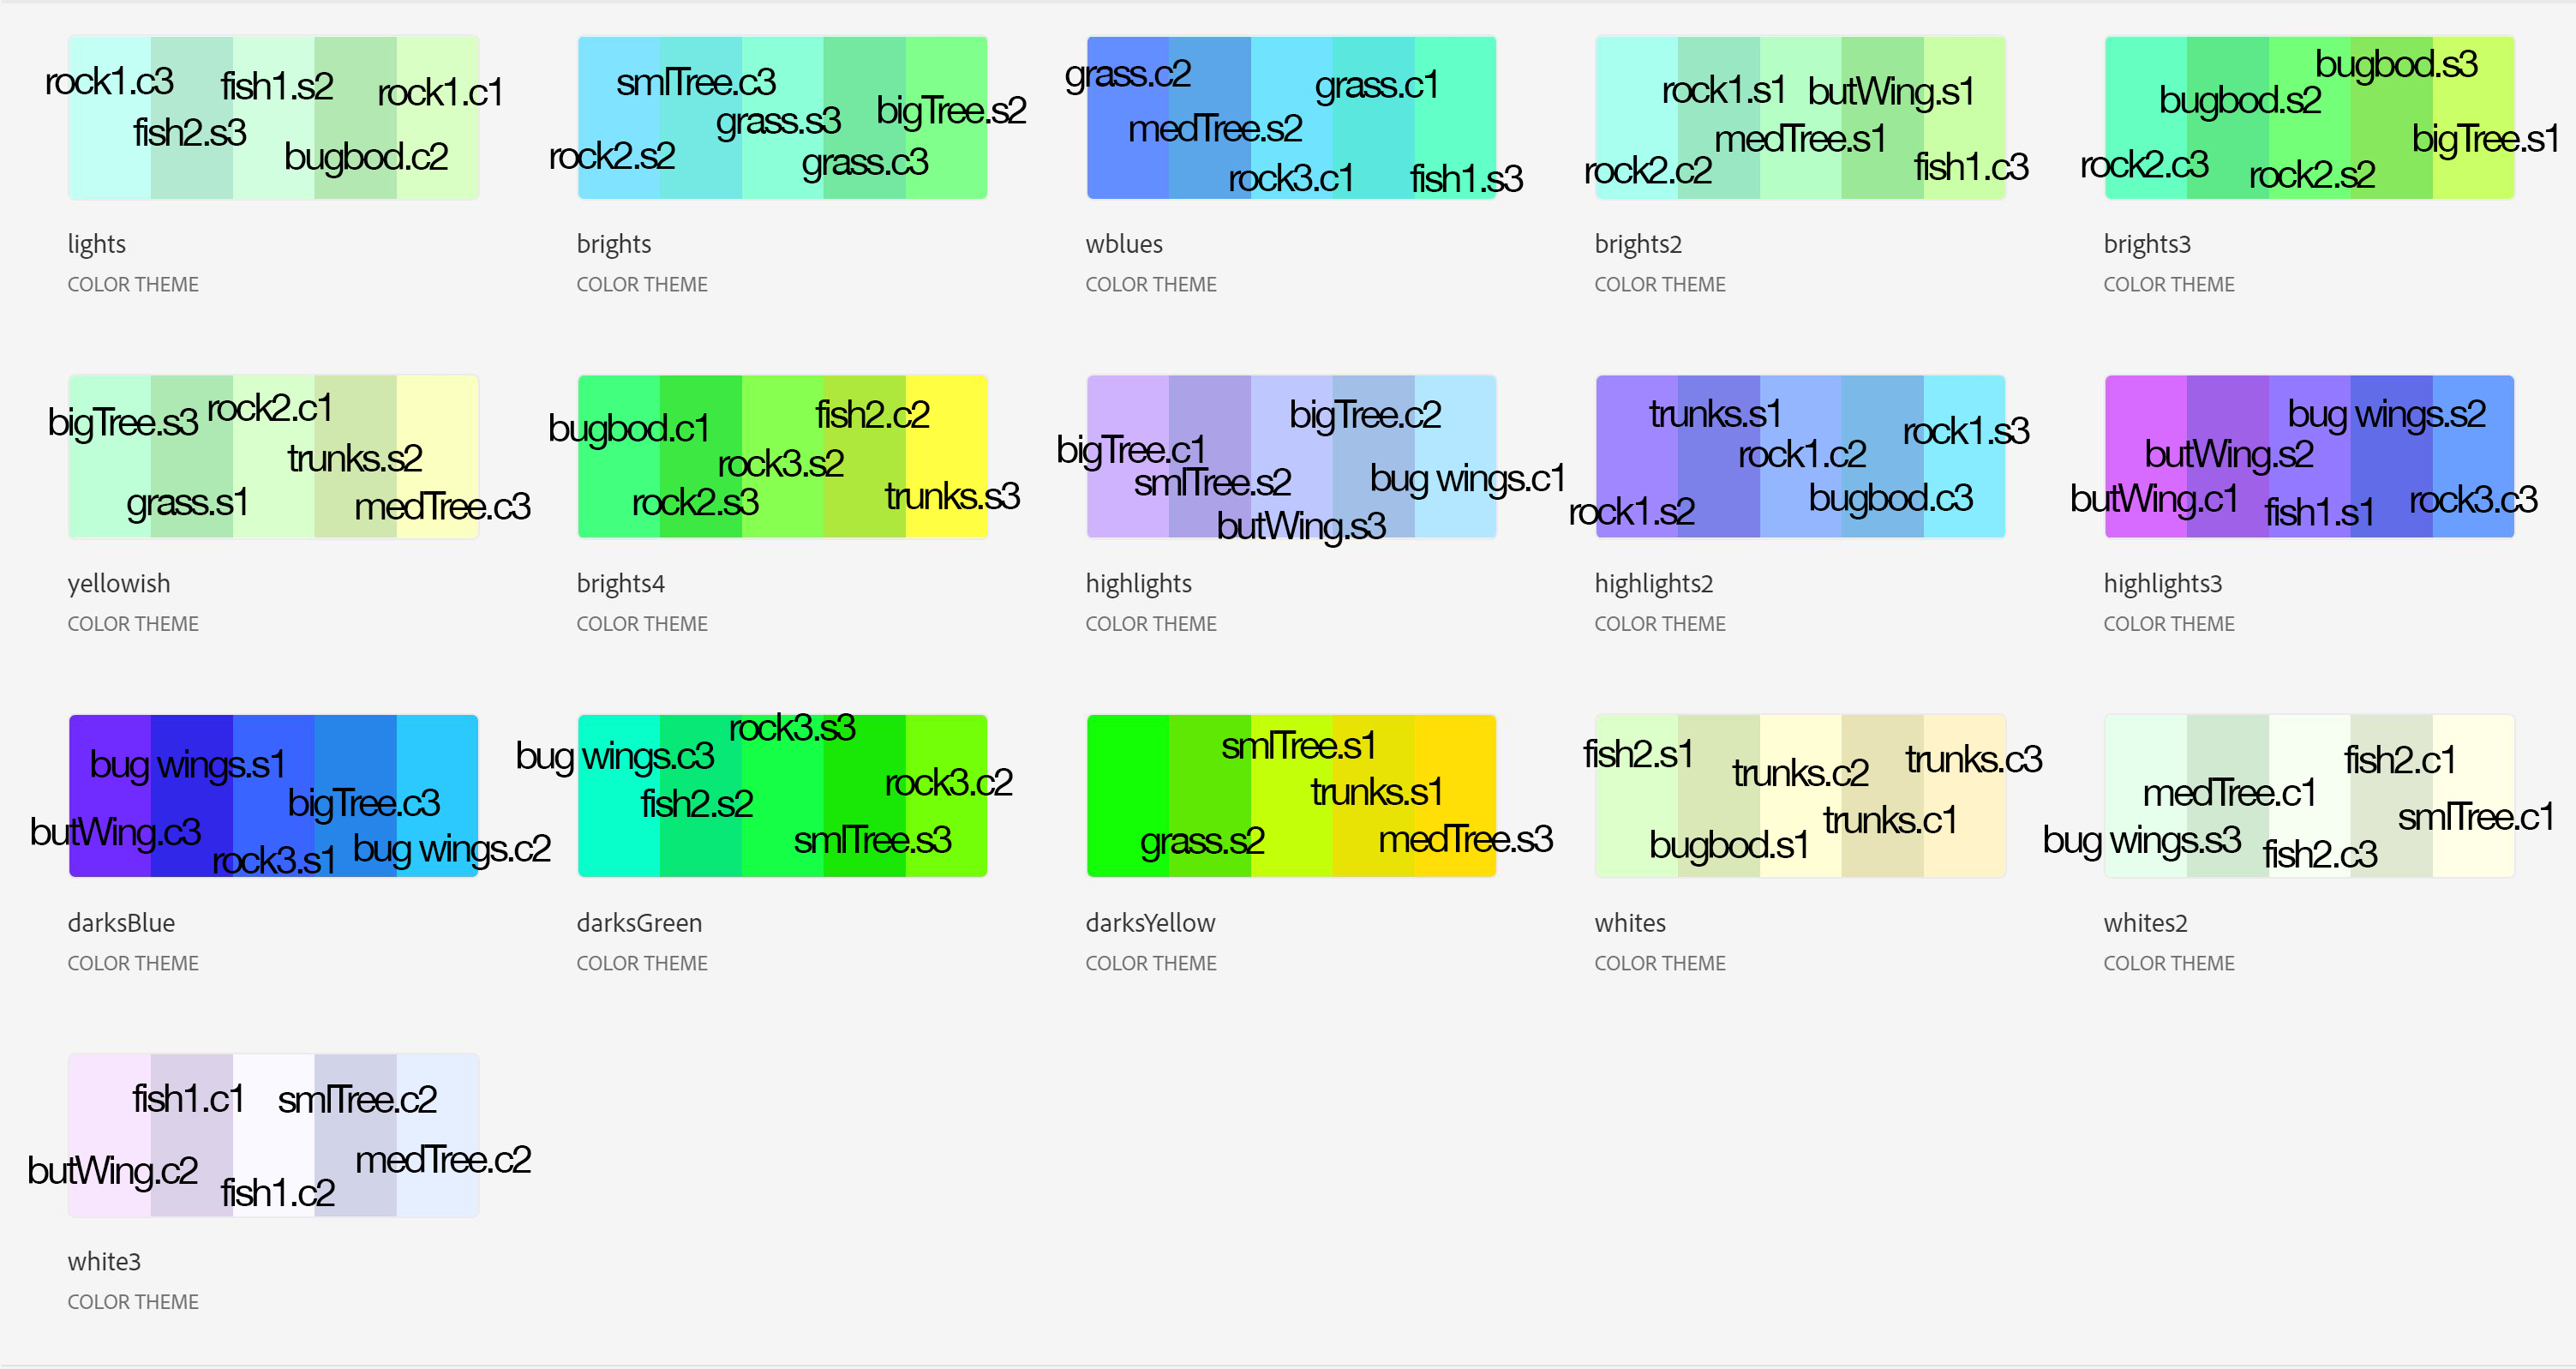 rock1.c3
fish1.s2
rock1.c1
fish2.s3
bugbod.c2
lights
COLOR THEME
smlTree.c3
bigTree.s2
grass.s3
rock2.s2
grass.c3
brights
COLOR THEME
grass.c2
grass.c1
medTree.s2
rock3.c1
fish1.s3
wblues
COLOR THEME
rock1.s1
butWing.s1
medTree.s1
rock2.c2
fish1.c3
brights2
COLOR THEME
bugbod.s3
bugbod.s2
bigTree.s1
rock2.c3
rock2.s2
brights3
COLOR THEME
bigTree.s3
rock2.c1
trunks.s2
grass.s1
medTree.c3
yellowish
COLOR THEME
bugbod.c1
fish2.c2
rock3.s2
rock2.s3
trunks.s3
brights4
COLOR THEME
bigTree.c2
bigTree.c1
smlTree.s2
bug wings.c1
butWing.s3
highlights
COLOR THEME
trunks.s1
rock1.s3
rock1.c2
bugbod.c3
rock1.s2
highlights2
COLOR THEME
bug wings.s2
butWing.s2
butWing.c1
fish1.s1
rock3.c3
highlights3
COLOR THEME
bug wings.s1
bigTree.c3
butWing.c3
rock3.s1
bug wings.c2
darksBlue
COLOR THEME
rock3.s3
bug wings.c3
rock3.c2
fish2.s2
smlTree.s3
darksGreen
COLOR THEME
smlTree.s1
trunks.s1
grass.s2
medTree.s3
darksYellow
COLOR THEME
fish2.s1
trunks.c2
trunks.c3
bugbod.s1
trunks.c1
whites
COLOR THEME
fish2.c1
medTree.c1
smlTree.c1
bug wings.s3
fish2.c3
whites2
COLOR THEME
fish1.c1
smlTree.c2
butWing.c2
medTree.c2
fish1.c2
white3
COLOR THEME